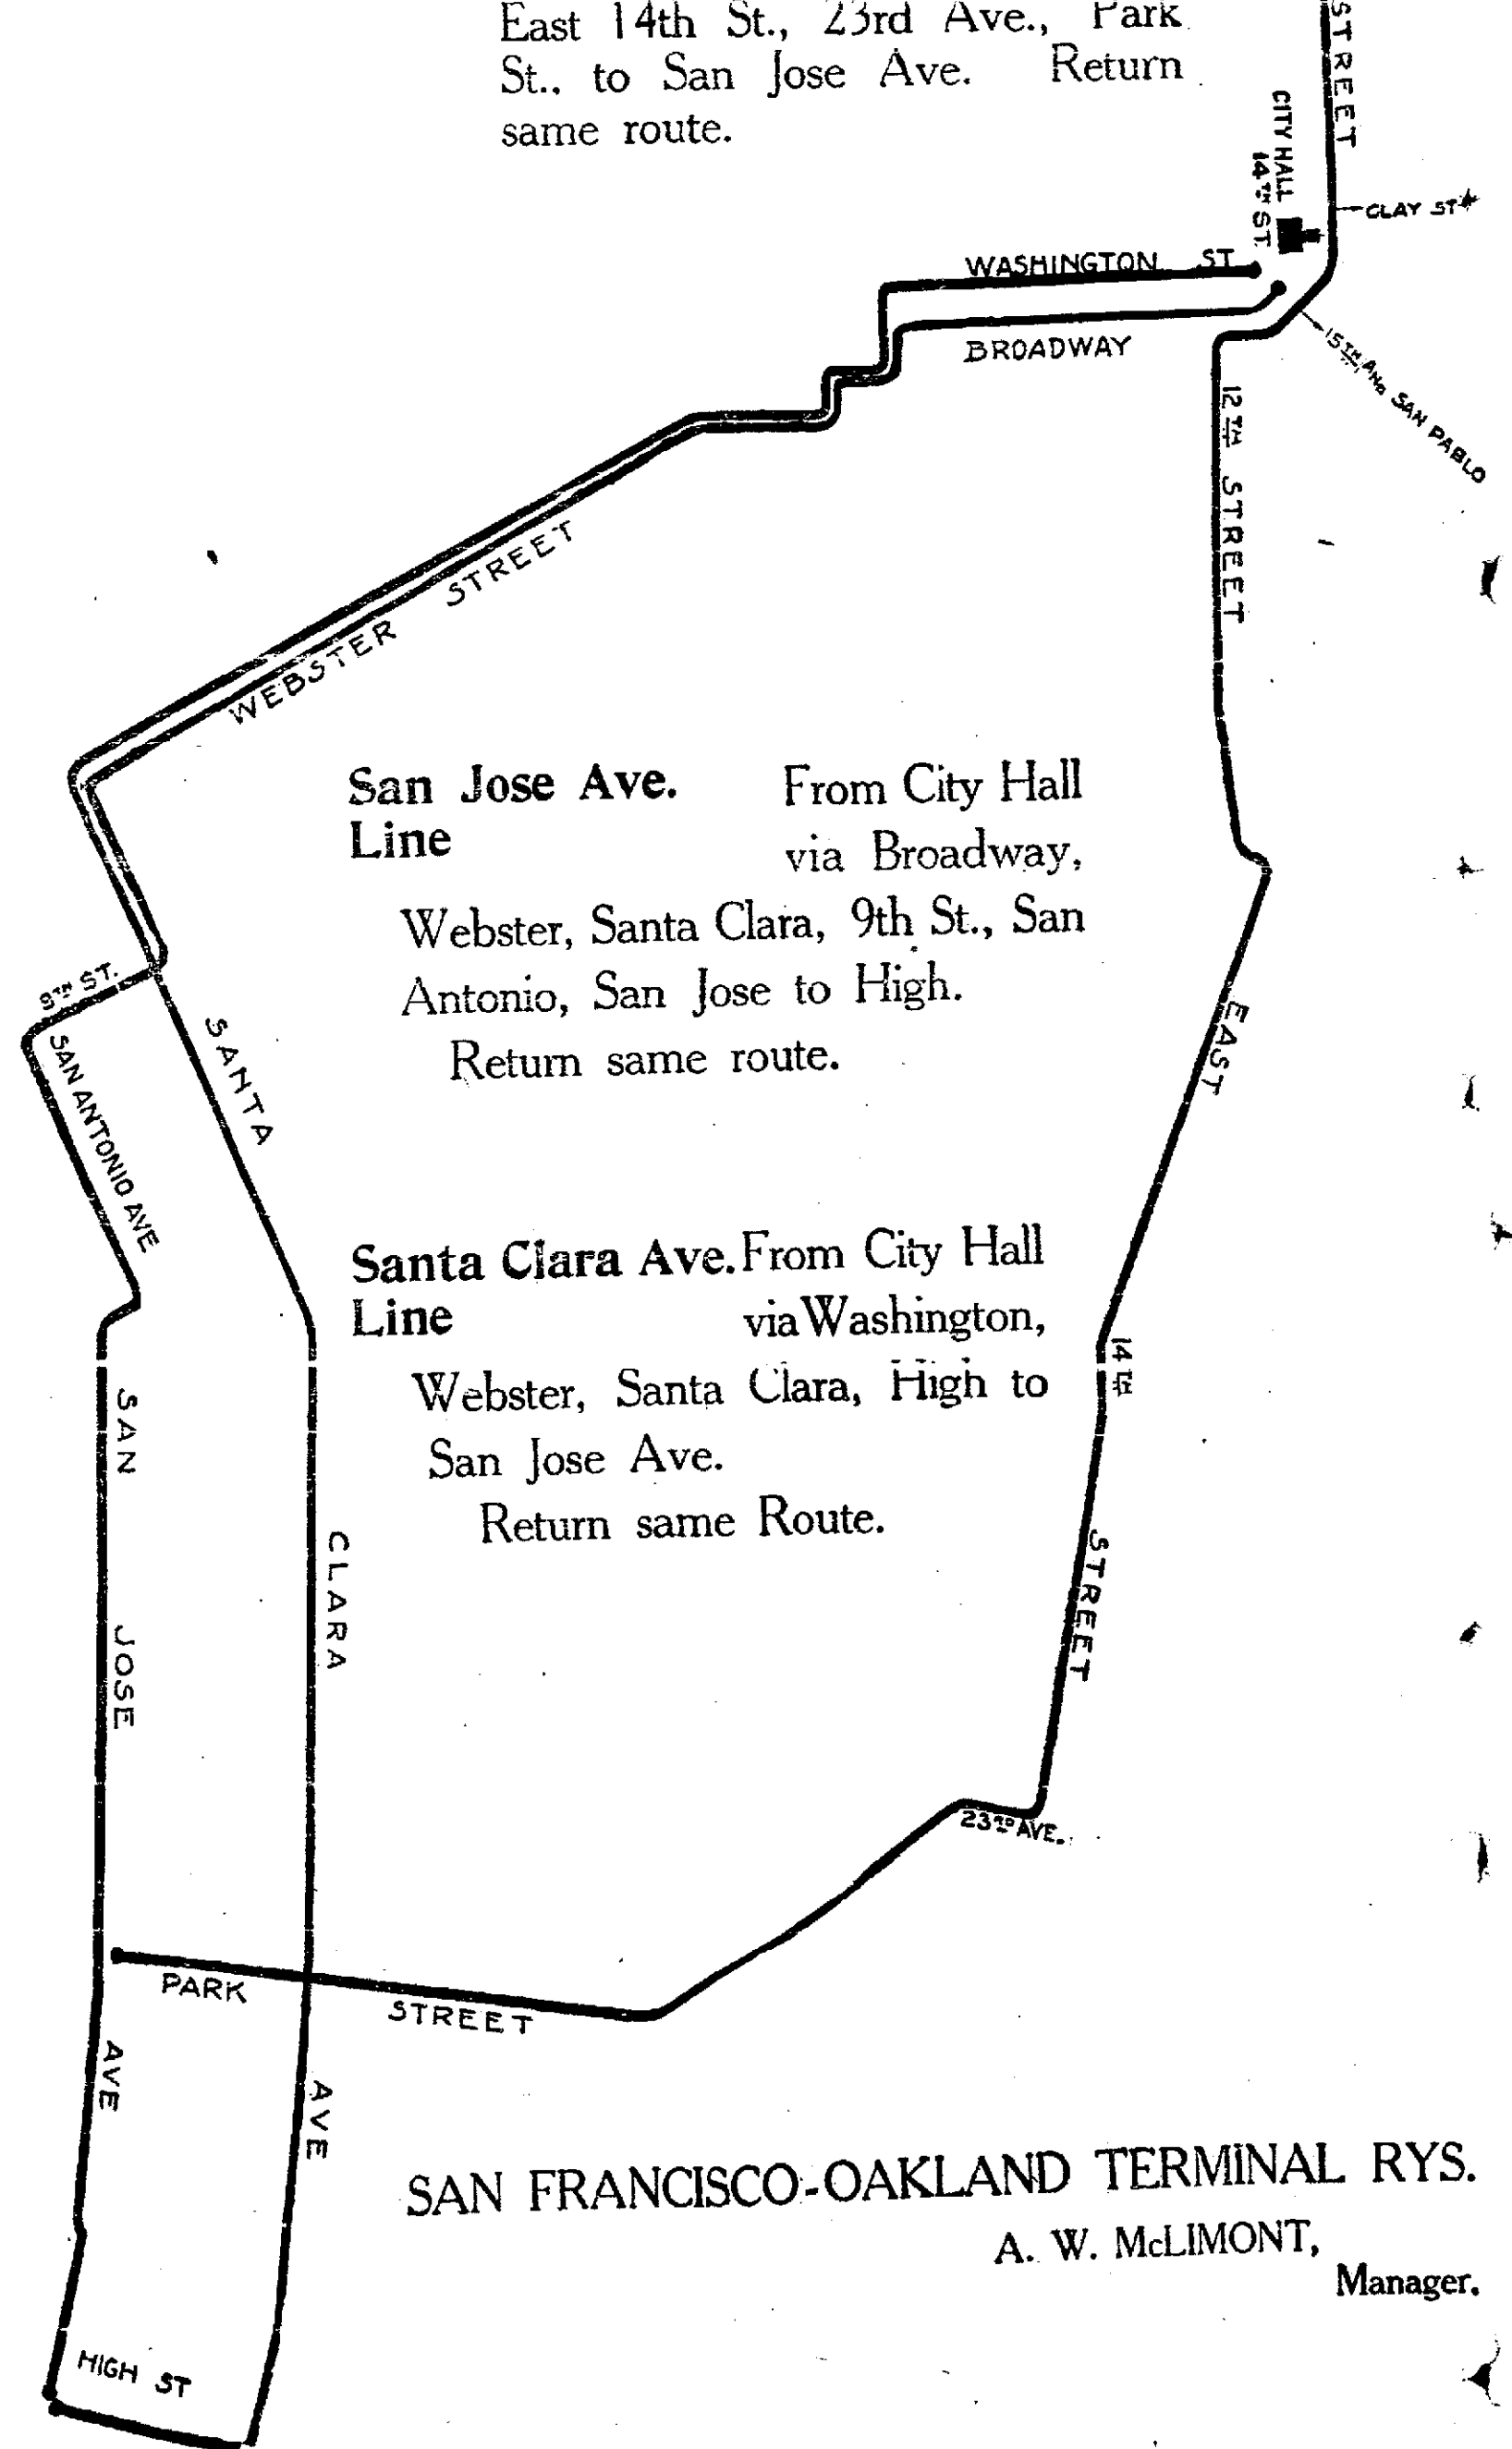 East 14th St., 23rd Ave., Park
St., to San Jose Ave. Return
same route.
STREET
CITY HALL
14TH ST.
CLAY ST
WASHINGTON ST
BROADWAY
15TH AND SAN PABLO
12TH STREET
WEBSTER STREET
San Jose Ave. From City Hall
Line via Broadway,
Webster, Santa Clara, 9th St., San
Antonio, San Jose to High.
Return same route.
9TH ST.
SAN ANTONIO AVE
SANTA CLARA AVE
EAST 14TH STREET
Santa Clara Ave. From City Hall
Line via Washington,
Webster, Santa Clara, High to
San Jose Ave.
Return same Route.
SAN JOSE AVE
23RD AVE.
PARK STREET
SAN FRANCISCO-OAKLAND TERMINAL RYS.
A. W. McLIMONT,
Manager.
HIGH ST